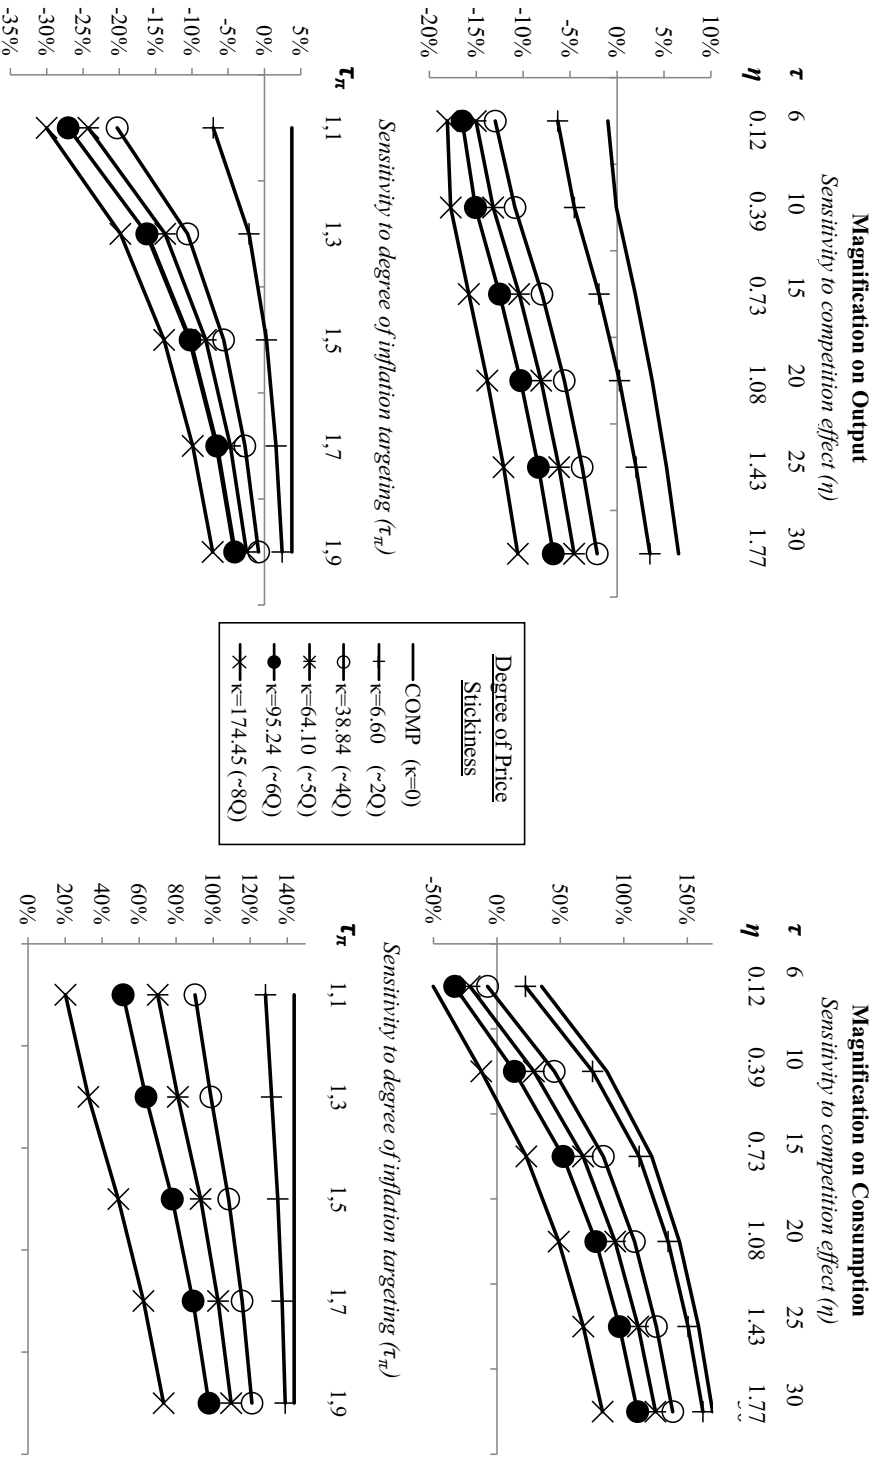 Magnification on Output
Sensitivity to competition effect (η)
τ 6 10 15 20 25 30
η 0.12 0.39 0.73 1.08 1.43 1.77
10%
5%
0%
-5%
-10%
-15%
-20%
Sensitivity to degree of inflation targeting (τπ)
τπ 1,1 1,3 1,5 1,7 1,9
5%
0%
-5%
-10%
-15%
-20%
-25%
-30%
-35%
Degree of Price
Stickiness
COMP (κ=0)
κ=6.60 (~2Q)
κ=38.84 (~4Q)
κ=64.10 (~5Q)
κ=95.24 (~6Q)
κ=174.45 (~8Q)
Magnification on Consumption
Sensitivity to competition effect (η)
τ 6 10 15 20 25 30
η 0.12 0.39 0.73 1.08 1.43 1.77
150%
100%
50%
0%
-50%
Sensitivity to degree of inflation targeting (τπ)
τπ 1,1 1,3 1,5 1,7 1,9
140%
120%
100%
80%
60%
40%
20%
0%